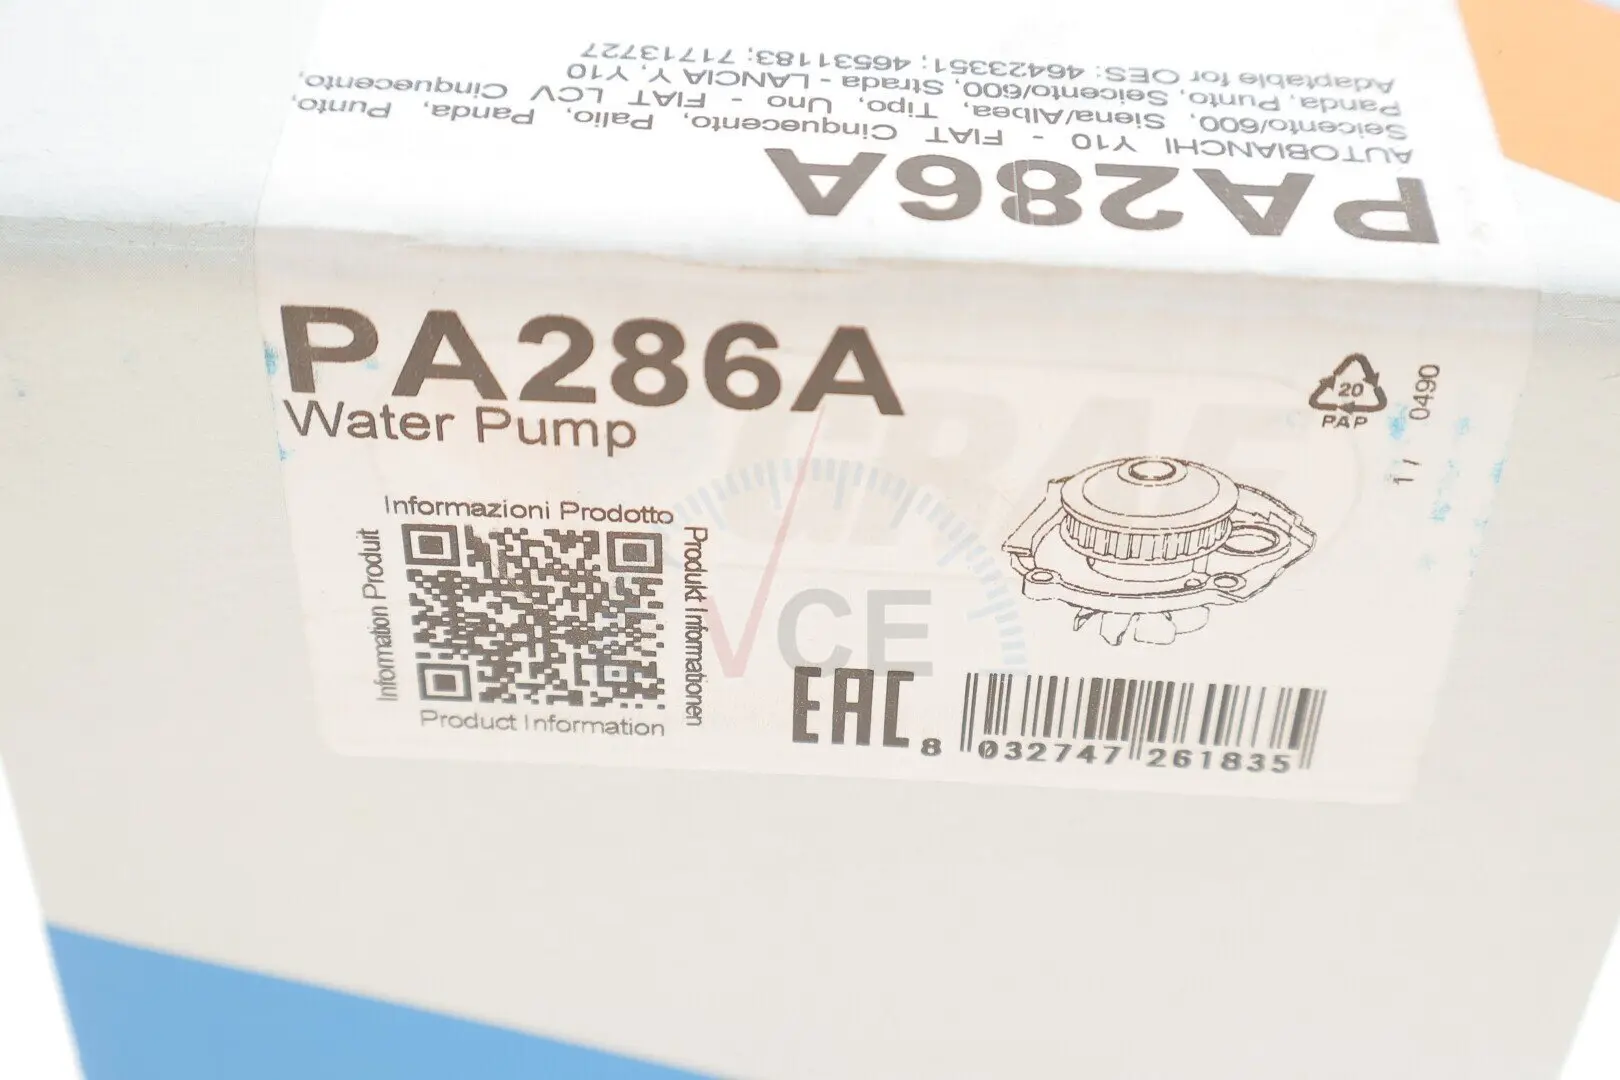 PA286A
AUTOBIANCHI Y10 - FIAT Cinquecento, Palio, Panda, Punto,
Seicento/600, Siena/Albea, Tipo, Uno - FIAT LCV Cinquecento,
Panda, Punto, Seicento/600, Strada - LANCIA Y, Y10
Adaptable for OES: 46423351; 46531183; 71713727
PA286A
Water Pump
Informazioni Prodotto
Information Produit
Produkt Informationen
Product Information
20
PAP
1 / 0490
EAC
8 032747 261835
VCE